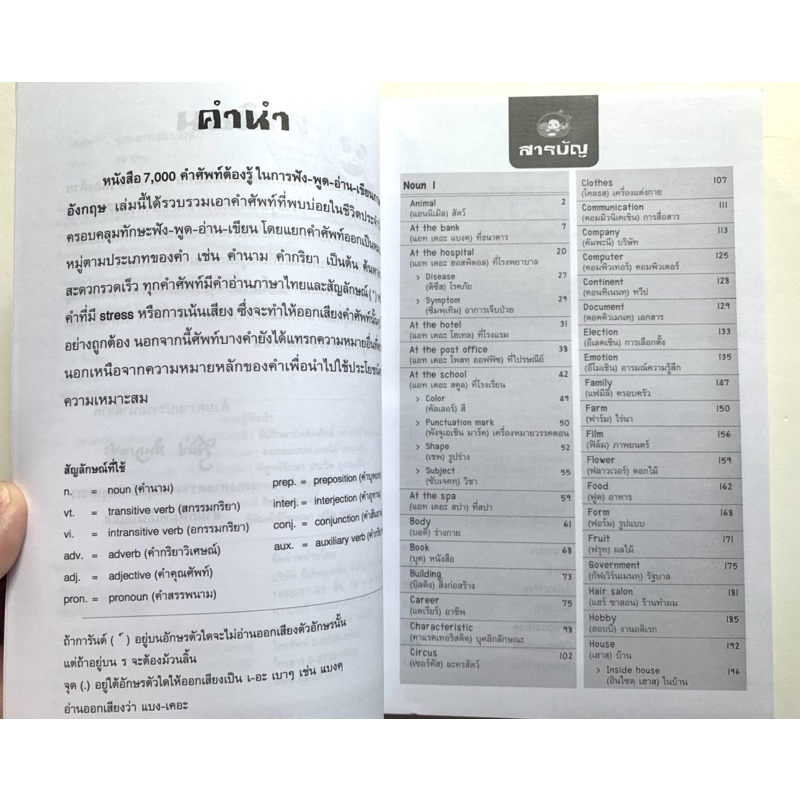 คำนำ
หนังสือ 7,000 คำศัพท์ต้องรู้ ในการฟัง-พูด-อ่าน-เขียน
อังกฤษ เล่มนี้ได้รวบรวมเอาคำศัพท์ที่พบบ่อยในชีวิต
ครอบคลุมทักษะฟัง-พูด-อ่าน-เขียน โดยแยกคำศัพท์ออกเป็น
หมู่ตามประเภทของคำ เช่น คำนาม คำกริยา เป็นต้น
สะดวกรวดเร็ว ทุกคำศัพท์มีคำอ่านภาษาไทยและสัญลักษณ์ (')
คำที่มี stress หรือการเน้นเสียง ซึ่งจะทำให้ออกเสียงคำศัพท์
อย่างถูกต้อง นอกจากนี้ศัพท์บางคำยังได้แทรกความหมายอื่น
นอกเหนือจากความหมายหลักของคำเพื่อนำไปใช้ประโยชน์
ความเหมาะสม
สัญลักษณ์ที่ใช้
n. = noun (คำนาม)
vt. = transitive verb (สกรรมกริยา)
vi. = intransitive verb (อกรรมกริยา)
adv. = adverb (คำกริยาวิเศษณ์)
adj. = adjective (คำคุณศัพท์)
pron. = pronoun (คำสรรพนาม)
prep. = preposition
interj. = interjection
conj. = conjunction
aux. = auxiliary verb
ถ้าการันต์ ( ์ ) อยู่บนอักษรตัวใดจะไม่อ่านออกเสียงตัวอักษรนั้น
แต่ถ้าอยู่บน ร จะต้องม้วนลิ้น
จุด (.) อยู่ใต้อักษรตัวใดให้ออกเสียงเป็น เ-อะ เบาๆ เช่น แบงคฺ
อ่านออกเสียงว่า แบง-เคอะ
สารบัญ
Noun 1
Animal 2
(แอนนิเมิล) สัตว์
At the bank 7
(แอท เดอะ แบงคฺ) ที่ธนาคาร
At the hospital 20
(แอท เดอะ ฮอสพิตอล) ที่โรงพยาบาล
> Disease 27
(ดิซีส) โรคภัย
> Symptom 29
(ซิมพฺเทิม) อาการเจ็บป่วย
At the hotel 31
(แอท เดอะ โฮเทล) ที่โรงแรม
At the post office 38
(แอท เดอะ โพสทฺ ออฟฟิซ) ที่ไปรษณีย์
At the school 42
(แอท เดอะ สคูล) ที่โรงเรียน
> Color 49
(คัลเลอร์) สี
> Punctuation mark 50
(พังจุเอเชิน มาร์ค) เครื่องหมายวรรคตอน
> Shape 52
(เชพ) รูปร่าง
> Subject 55
(ซับเจคทฺ) วิชา
At the spa 59
(แอท เดอะ สปา) ที่สปา
Body 61
(บอดี้) ร่างกาย
Book 68
(บุค) หนังสือ
Building 73
(บิลดิง) สิ่งก่อสร้าง
Career 75
(แคเรียร์) อาชีพ
Characteristic 98
(คาแรคเทอริสติค) บุคลิกลักษณะ
Circus 102
(เซอร์คัส) ละครสัตว์
Clothes 107
(โคลธสฺ) เครื่องแต่งกาย
Communication 111
(คอมมิวนิเคเชิน) การสื่อสาร
Company 113
(คัมพะนี) บริษัท
Computer 125
(คอมพิวเทอร์) คอมพิวเตอร์
Continent 128
(คอนทิเนนทฺ) ทวีป
Document 129
(ดอคคิวเมนทฺ) เอกสาร
Election 133
(อีเลคเชิน) การเลือกตั้ง
Emotion 135
(อีโมเชิน) อารมณ์ความรู้สึก
Family 147
(แฟมิลี่) ครอบครัว
Farm 150
(ฟาร์ม) ไร่นา
Film 156
(ฟิล์ม) ภาพยนตร์
Flower 159
(ฟลาวเวอร์) ดอกไม้
Food 162
(ฟูด) อาหาร
Form 168
(ฟอร์ม) รูปแบบ
Fruit 171
(ฟรุท) ผลไม้
Government 175
(กัฟเวิร์นเมนทฺ) รัฐบาล
Hair salon 181
(แฮร์ ซาลอน) ร้านทำผม
Hobby 185
(ฮอบบี้) งานอดิเรก
House 192
(เฮาส) บ้าน
> Inside house 196
(อินไซดฺ เฮาส) ในบ้าน